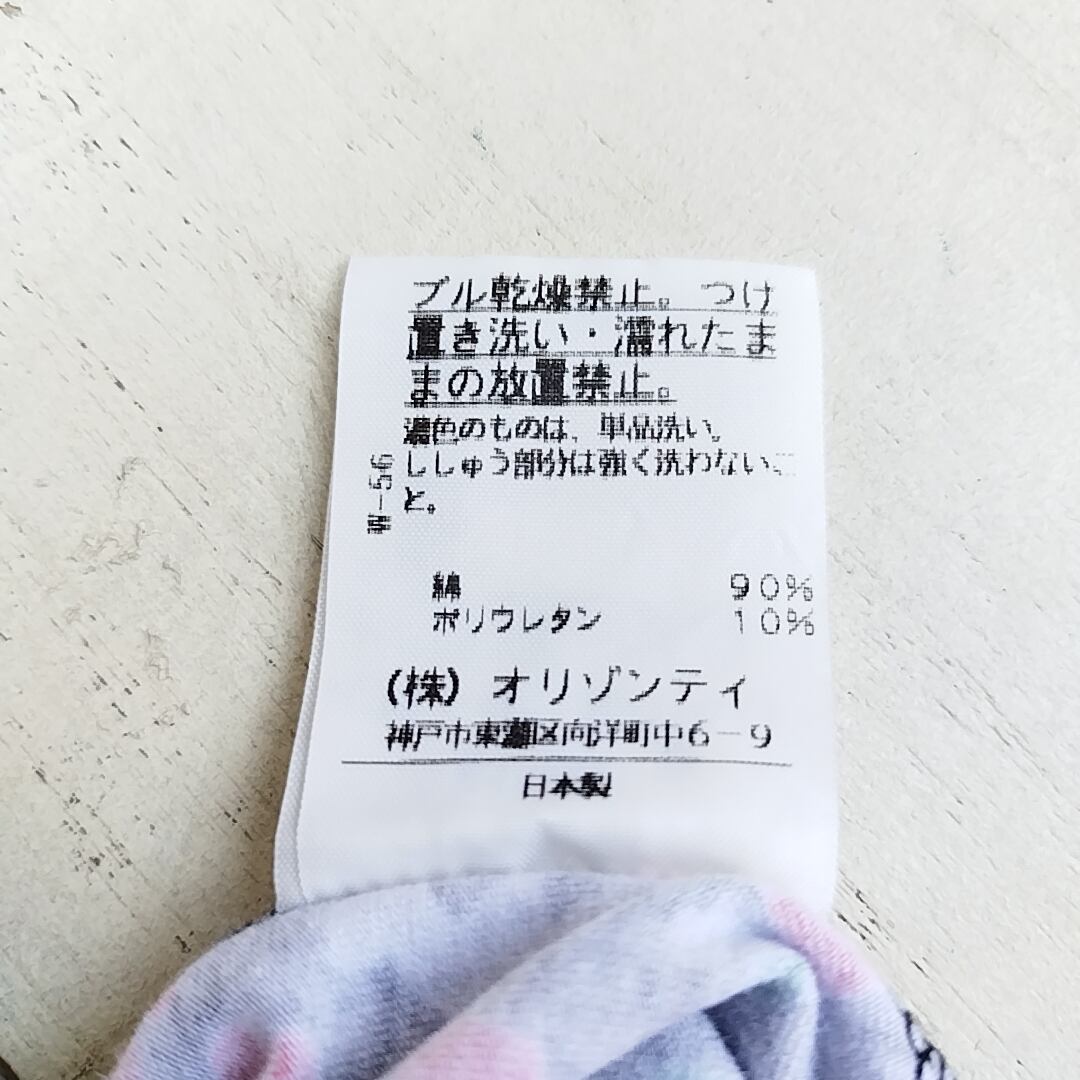 ブル乾燥禁止。つけ
置き洗い・濡れたま
まの放置禁止。
濃色のものは、単品洗い。
ししゅう部分は強く洗わないこ
と。
綿 90%
ポリウレタン 10%
(株) オリゾンティ
神戸市東灘区向洋町中6-9
日本製